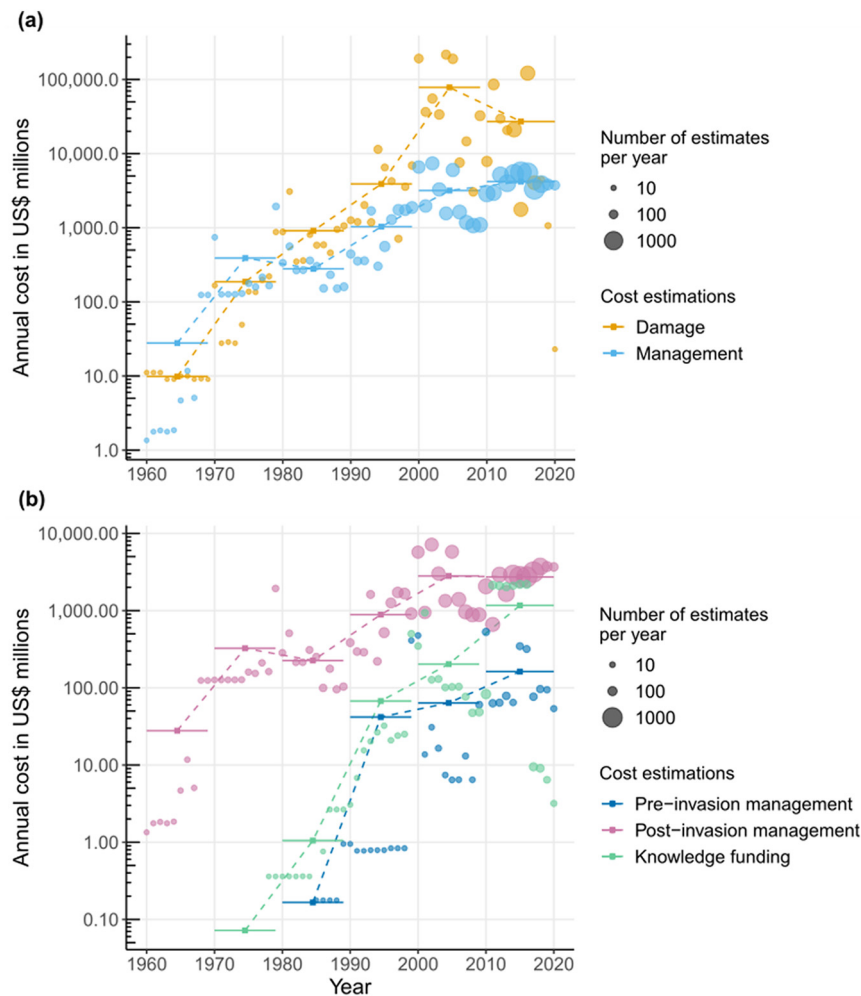 (a)
Annual cost in US$ millions
100,000.0
10,000.0
1,000.0
100.0
10.0
1.0
1960 1970 1980 1990 2000 2010 2020
Number of estimates
per year
10
100
1000
Cost estimations
Damage
Management
(b)
Annual cost in US$ millions
10,000.00
1,000.00
100.00
10.00
1.00
0.10
1960 1970 1980 1990 2000 2010 2020
Year
Number of estimates
per year
10
100
1000
Cost estimations
Pre−invasion management
Post−invasion management
Knowledge funding